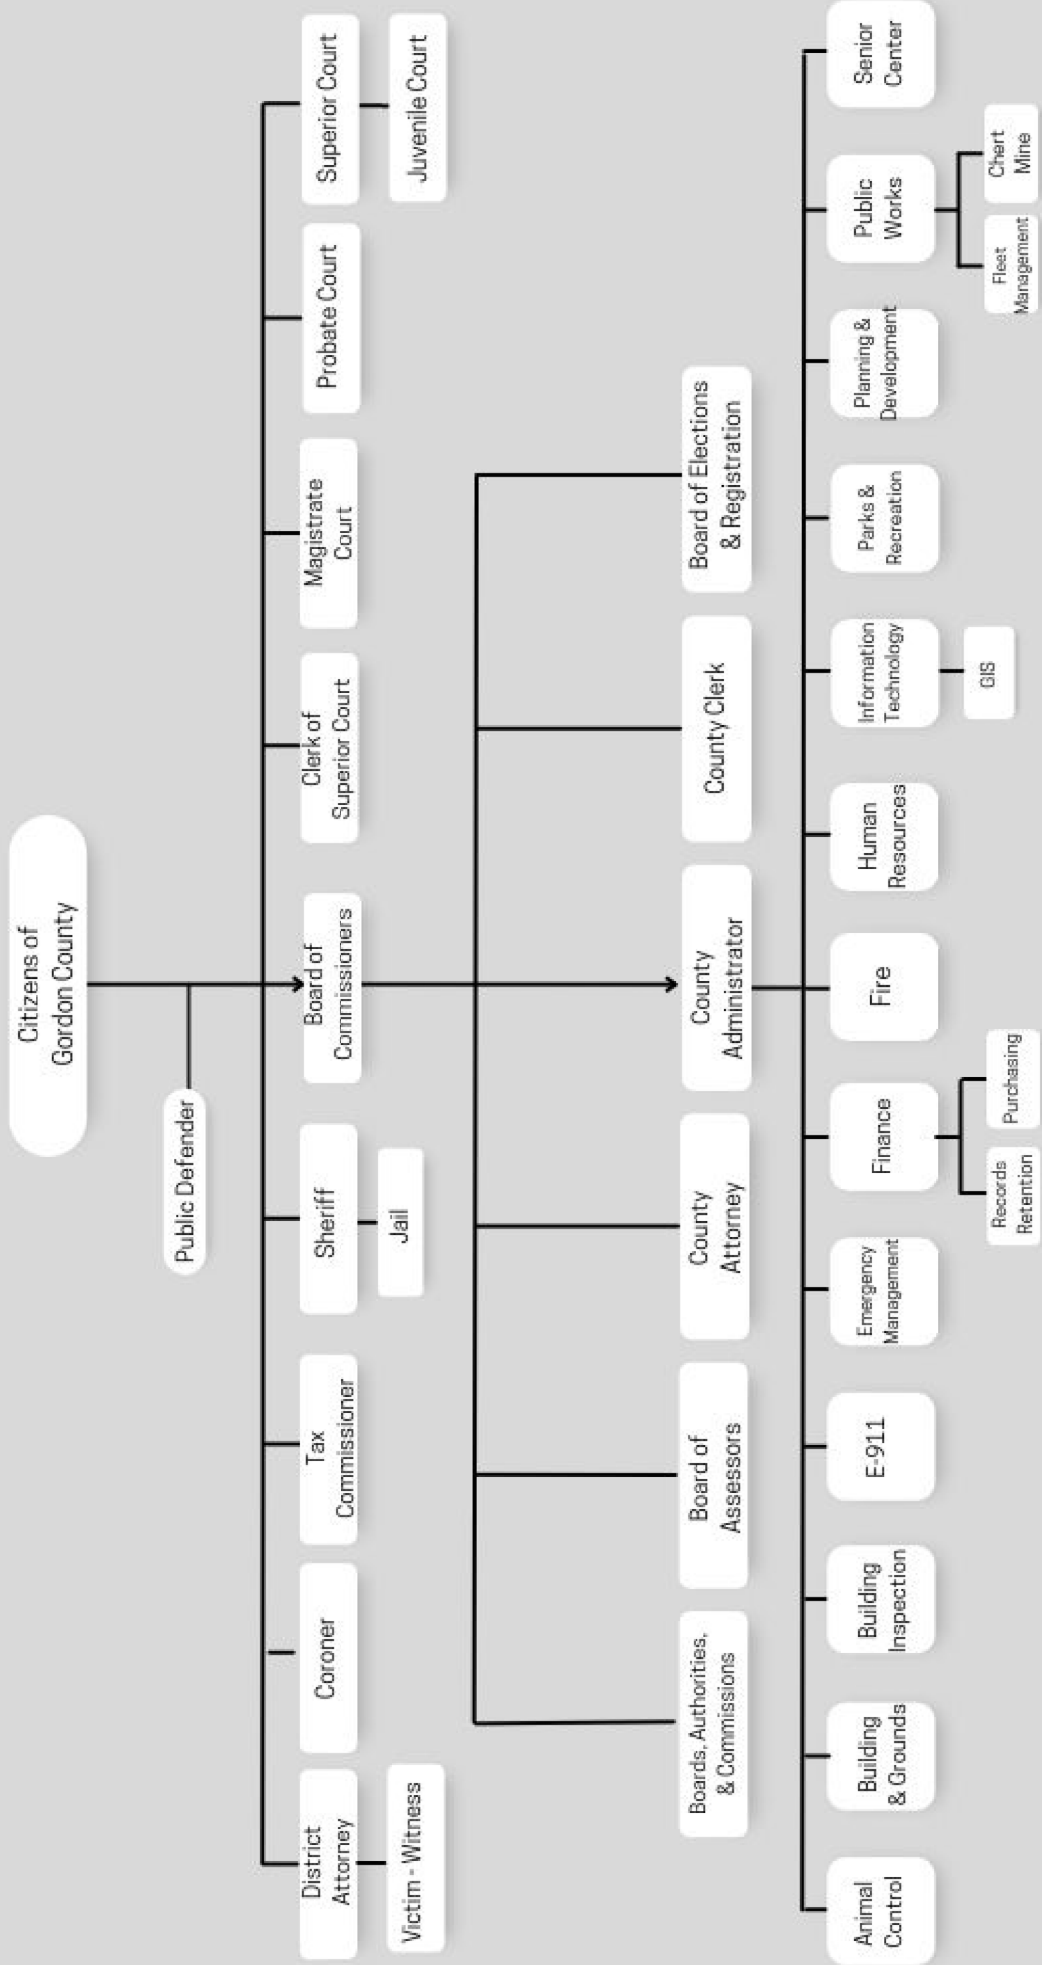 Citizens of
Gordon County
Public Defender
District
Attorney
Coroner
Tax
Commissioner
Sheriff
Board of
Commissioners
Clerk of
Superior Court
Magistrate
Court
Probate Court
Superior Court
Victim - Witness
Jail
Juvenile Court
Boards, Authorities,
& Commissions
Board of
Assessors
County
Attorney
County
Administrator
County Clerk
Board of Elections
& Registration
Animal
Control
Building
& Grounds
Building
Inspection
E-911
Emergency
Management
Finance
Fire
Human
Resources
Information
Technology
Parks &
Recreation
Planning &
Development
Public
Works
Senior
Center
Records
Retention
Purchasing
GIS
Fleet
Management
Chert
Mine